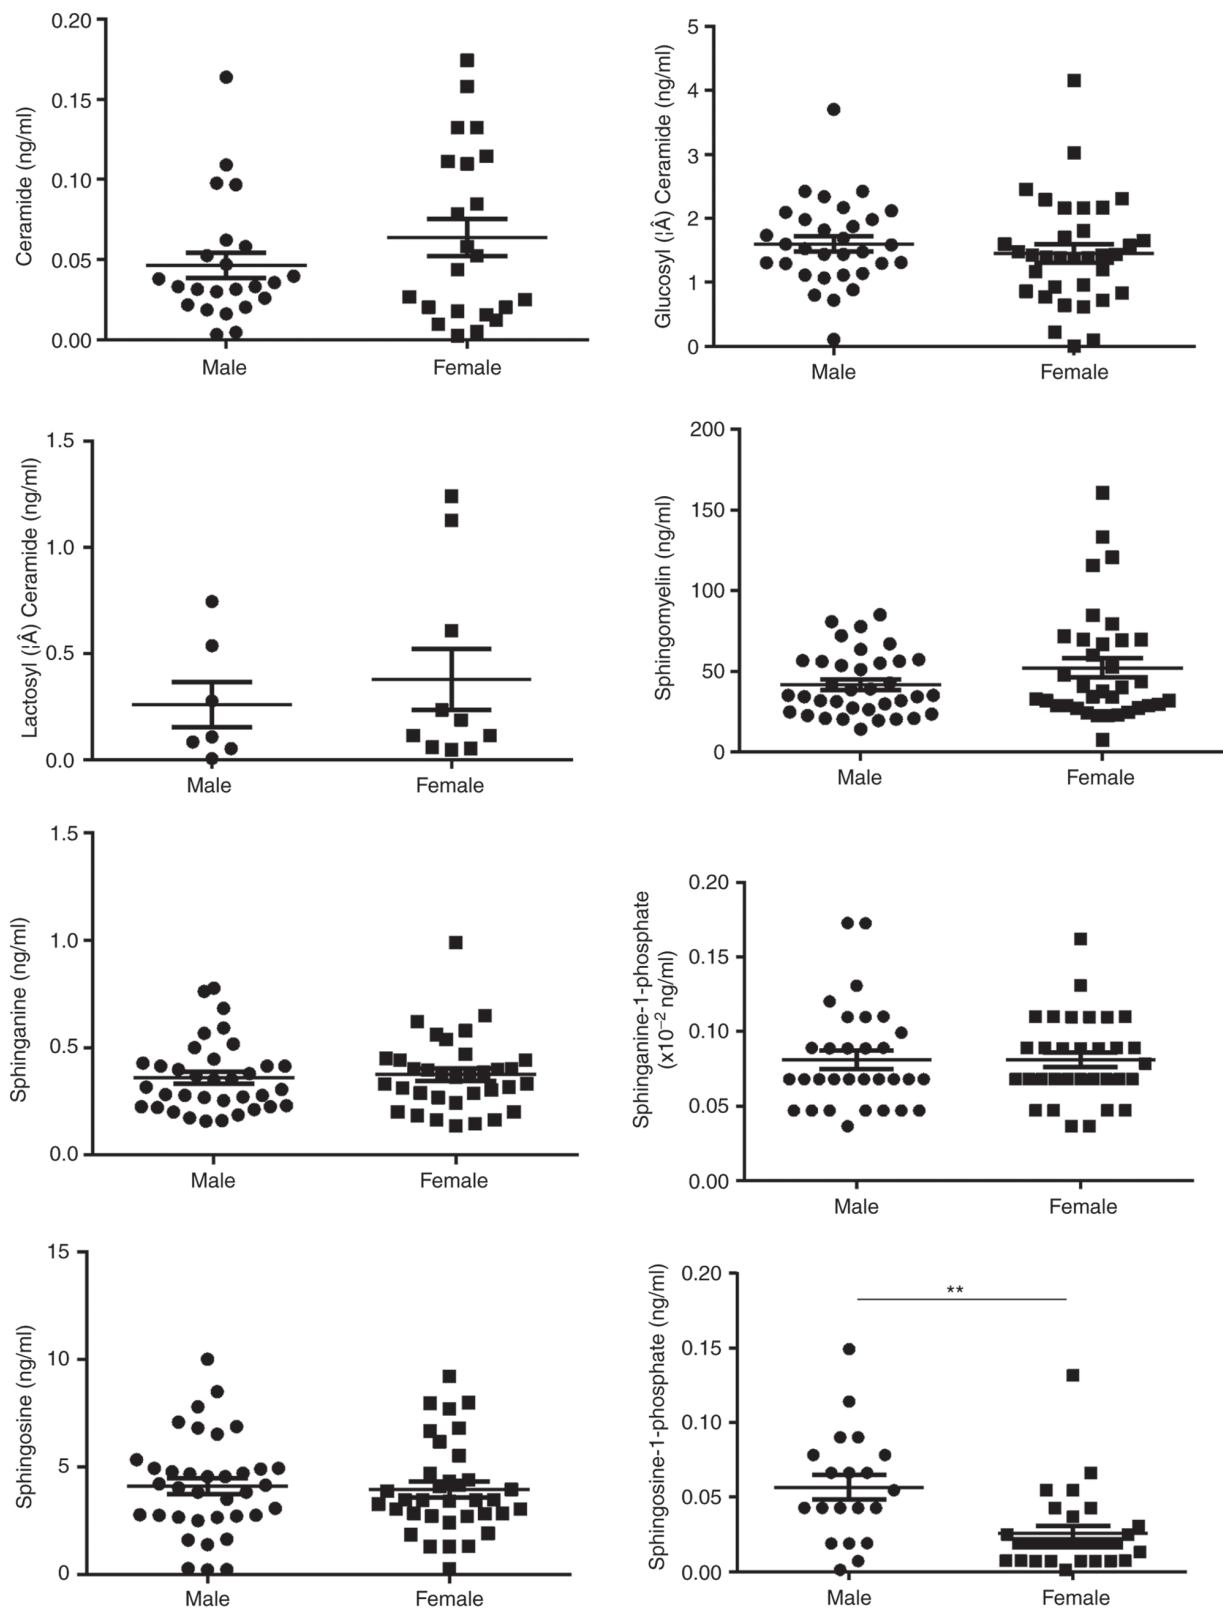 0.20
0.15
0.10
0.05
0.00
Ceramide (ng/ml)
Male
Female
5
4
3
2
1
0
Glucosyl (¦Â) Ceramide (ng/ml)
Male
Female
1.5
1.0
0.5
0.0
Lactosyl (¦Â) Ceramide (ng/ml)
Male
Female
200
150
100
50
0
Sphingomyelin (ng/ml)
Male
Female
1.5
1.0
0.5
0.0
Sphinganine (ng/ml)
Male
Female
0.20
0.15
0.10
0.05
0.00
Sphinganine-1-phosphate
(x10⁻² ng/ml)
Male
Female
15
10
5
0
Sphingosine (ng/ml)
Male
Female
0.20
0.15
0.10
0.05
0.00
Sphingosine-1-phosphate (ng/ml)
**
Male
Female